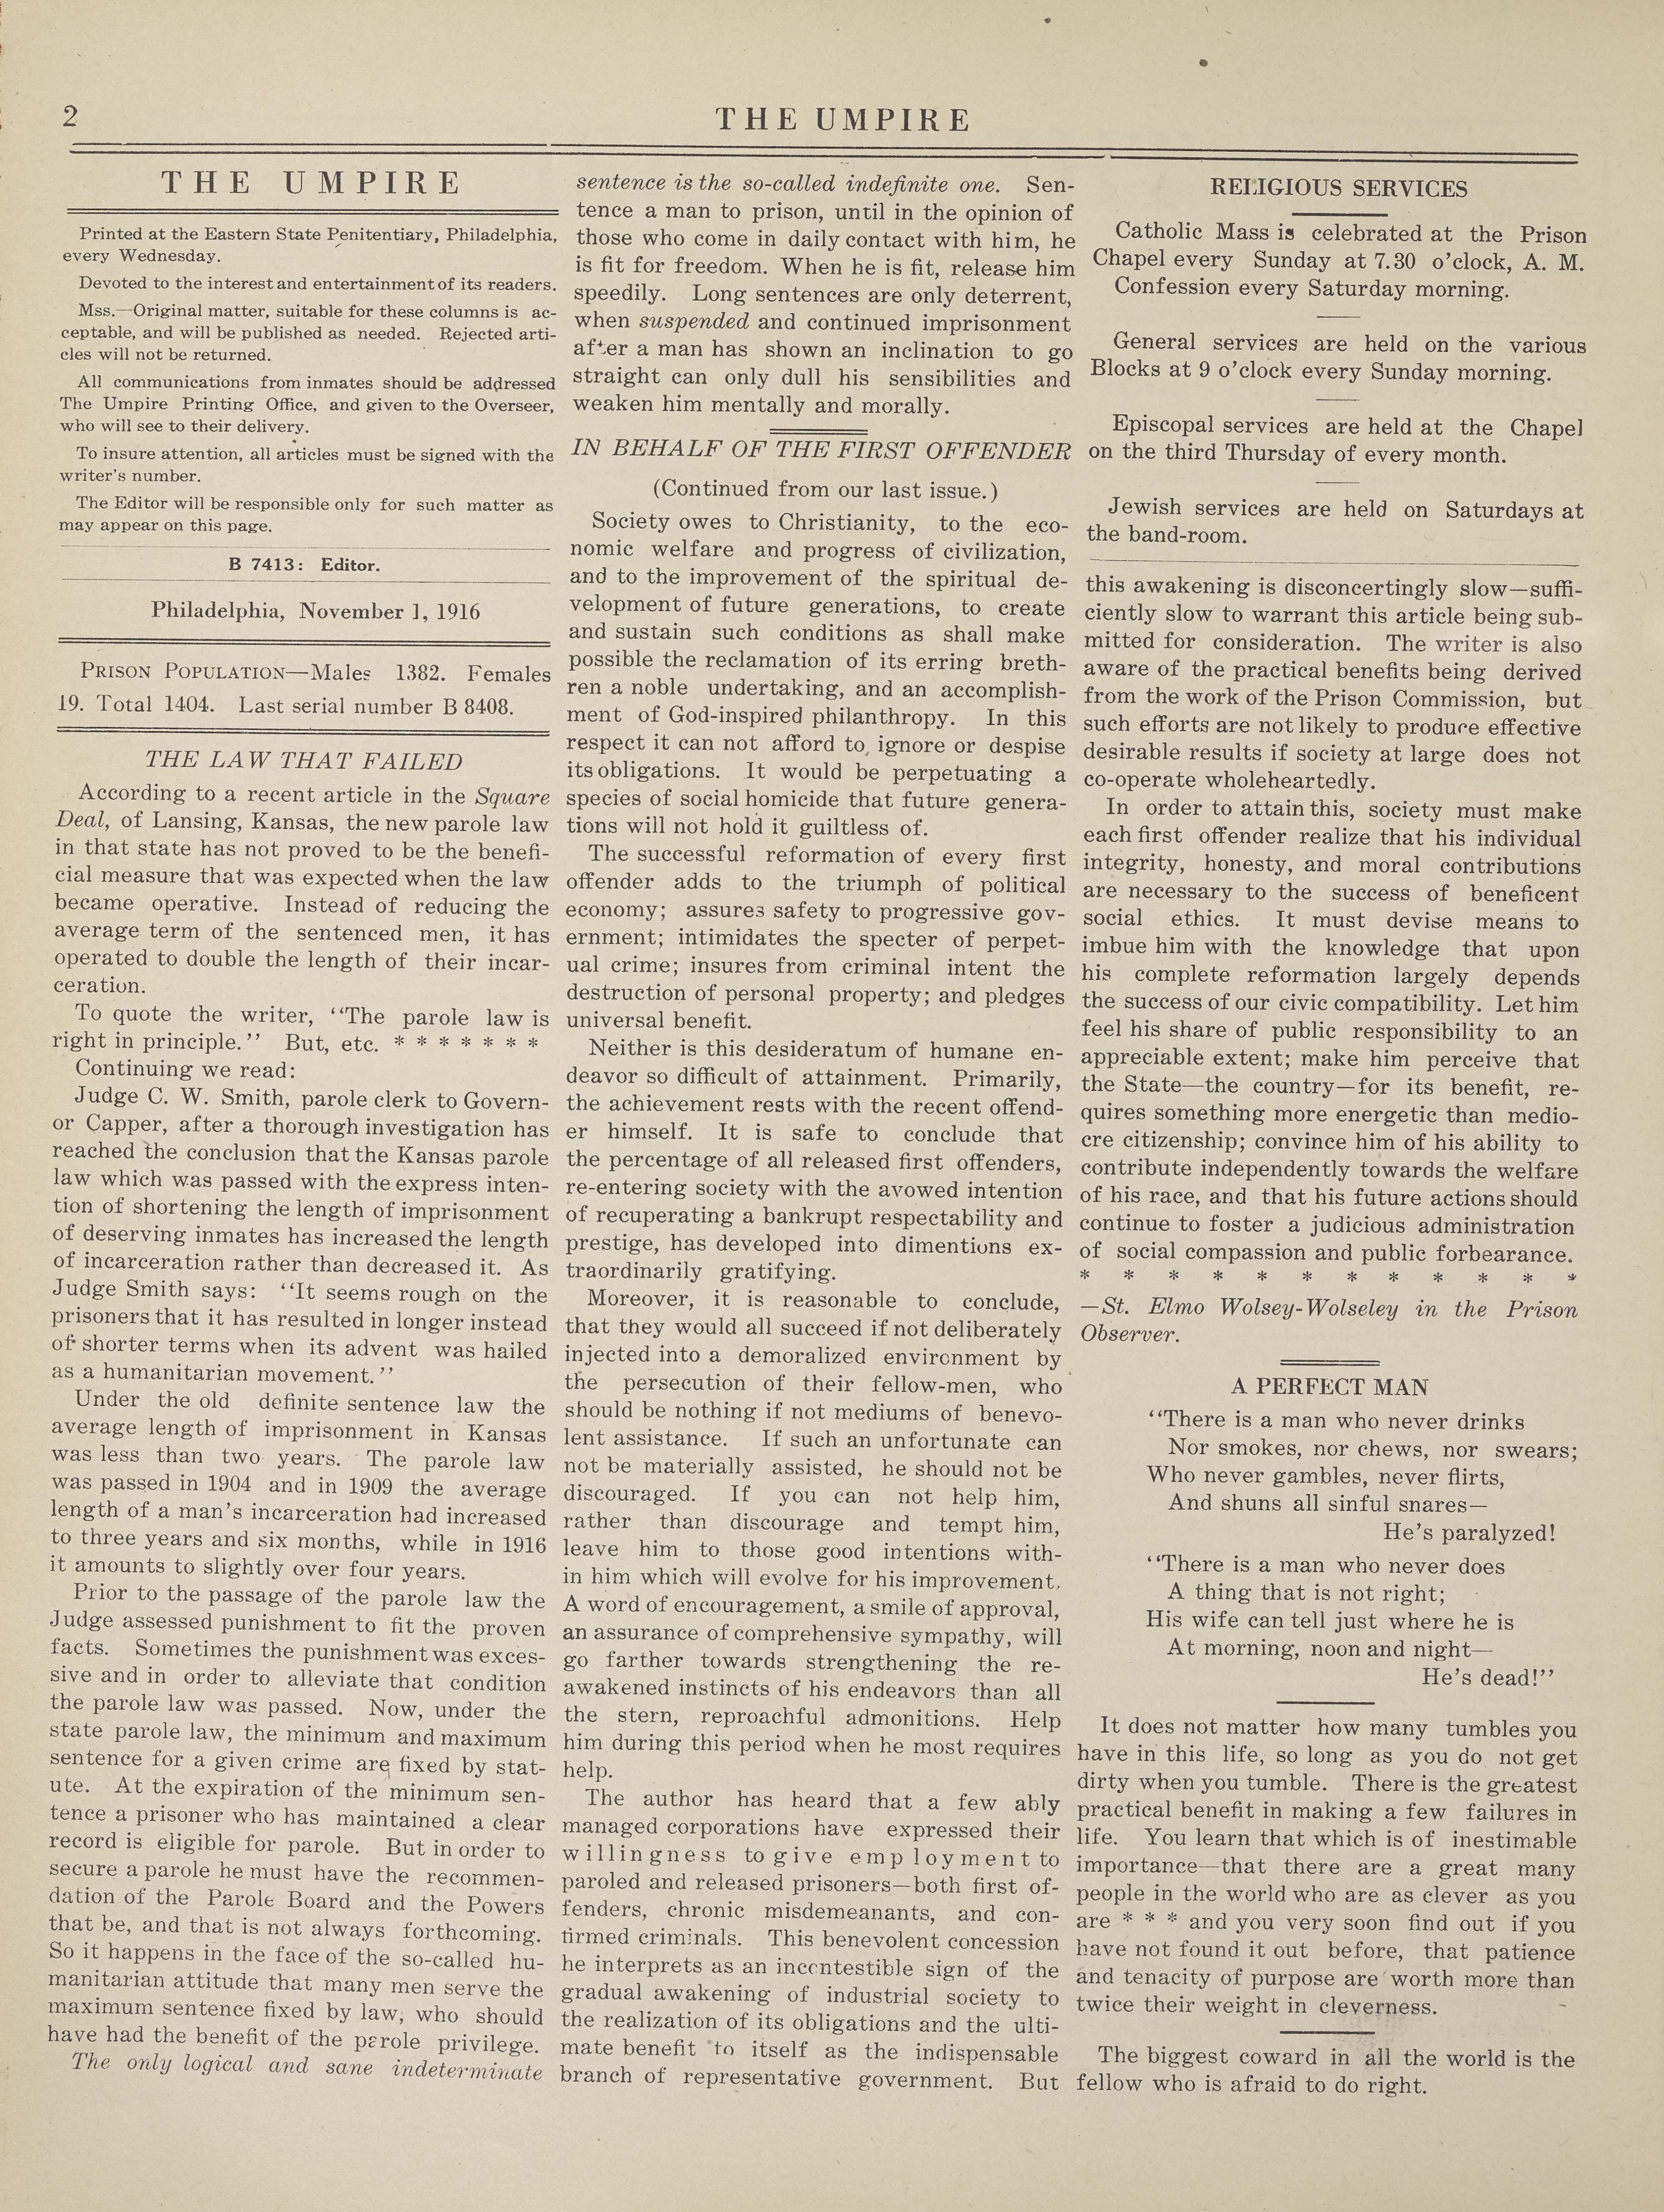 2
THE UMPIRE
THE UMPIRE
Printed at the Eastern State Penitentiary, Philadelphia,
every Wednesday.
Devoted to the interest and entertainment of its readers.
Mss.—Original matter, suitable for these columns is ac-
ceptable, and will be published as needed. Rejected arti-
cles will not be returned.
All communications from inmates should be addressed
The Umpire Printing Office, and given to the Overseer,
who will see to their delivery.
To insure attention, all articles must be signed with the
writer's number.
The Editor will be responsible only for such matter as
may appear on this page.
B 7413: Editor.
Philadelphia, November 1, 1916
PRISON POPULATION—Males 1382. Females
19. Total 1404. Last serial number B 8408.
THE LAW THAT FAILED
According to a recent article in the Square
Deal, of Lansing, Kansas, the new parole law
in that state has not proved to be the benefi-
cial measure that was expected when the law
became operative. Instead of reducing the
average term of the sentenced men, it has
operated to double the length of their incar-
ceration.
To quote the writer, "The parole law is
right in principle." But, etc. * * * * * * *
Continuing we read:
Judge C. W. Smith, parole clerk to Govern-
or Capper, after a thorough investigation has
reached the conclusion that the Kansas parole
law which was passed with the express inten-
tion of shortening the length of imprisonment
of deserving inmates has increased the length
of incarceration rather than decreased it. As
Judge Smith says: "It seems rough on the
prisoners that it has resulted in longer instead
of shorter terms when its advent was hailed
as a humanitarian movement."
Under the old definite sentence law the
average length of imprisonment in Kansas
was less than two years. The parole law
was passed in 1904 and in 1909 the average
length of a man's incarceration had increased
to three years and six months, while in 1916
it amounts to slightly over four years.
Prior to the passage of the parole law the
Judge assessed punishment to fit the proven
facts. Sometimes the punishment was exces-
sive and in order to alleviate that condition
the parole law was passed. Now, under the
state parole law, the minimum and maximum
sentence for a given crime are fixed by stat-
ute. At the expiration of the minimum sen-
tence a prisoner who has maintained a clear
record is eligible for parole. But in order to
secure a parole he must have the recommen-
dation of the Parole Board and the Powers
that be, and that is not always forthcoming.
So it happens in the face of the so-called hu-
manitarian attitude that many men serve the
maximum sentence fixed by law, who should
have had the benefit of the parole privilege.
The only logical and sane indeterminate
sentence is the so-called indefinite one. Sen-
tence a man to prison, until in the opinion of
those who come in daily contact with him, he
is fit for freedom. When he is fit, release him
speedily. Long sentences are only deterrent,
when suspended and continued imprisonment
after a man has shown an inclination to go
straight can only dull his sensibilities and
weaken him mentally and morally.
IN BEHALF OF THE FIRST OFFENDER
(Continued from our last issue.)
Society owes to Christianity, to the eco-
nomic welfare and progress of civilization,
and to the improvement of the spiritual de-
velopment of future generations, to create
and sustain such conditions as shall make
possible the reclamation of its erring breth-
ren a noble undertaking, and an accomplish-
ment of God-inspired philanthropy. In this
respect it can not afford to ignore or despise
its obligations. It would be perpetuating a
species of social homicide that future genera-
tions will not hold it guiltless of.
The successful reformation of every first
offender adds to the triumph of political
economy; assures safety to progressive gov-
ernment; intimidates the specter of perpet-
ual crime; insures from criminal intent the
destruction of personal property; and pledges
universal benefit.
Neither is this desideratum of humane en-
deavor so difficult of attainment. Primarily,
the achievement rests with the recent offend-
er himself. It is safe to conclude that
the percentage of all released first offenders,
re-entering society with the avowed intention
of recuperating a bankrupt respectability and
prestige, has developed into dimentions ex-
traordinarily gratifying.
Moreover, it is reasonable to conclude,
that they would all succeed if not deliberately
injected into a demoralized environment by
the persecution of their fellow-men, who
should be nothing if not mediums of benevo-
lent assistance. If such an unfortunate can
not be materially assisted, he should not be
discouraged. If you can not help him,
rather than discourage and tempt him,
leave him to those good intentions with-
in him which will evolve for his improvement.
A word of encouragement, a smile of approval,
an assurance of comprehensive sympathy, will
go farther towards strengthening the re-
awakened instincts of his endeavors than all
the stern, reproachful admonitions. Help
him during this period when he most requires
help.
The author has heard that a few ably
managed corporations have expressed their
willingness to give employment to
paroled and released prisoners—both first of-
fenders, chronic misdemeanants, and con-
firmed criminals. This benevolent concession
he interprets as an incontestible sign of the
gradual awakening of industrial society to
the realization of its obligations and the ulti-
mate benefit to itself as the indispensable
branch of representative government. But
RELIGIOUS SERVICES
Catholic Mass is celebrated at the Prison
Chapel every Sunday at 7.30 o'clock, A. M.
Confession every Saturday morning.
General services are held on the various
Blocks at 9 o'clock every Sunday morning.
Episcopal services are held at the Chapel
on the third Thursday of every month.
Jewish services are held on Saturdays at
the band-room.
this awakening is disconcertingly slow—suffi-
ciently slow to warrant this article being sub-
mitted for consideration. The writer is also
aware of the practical benefits being derived
from the work of the Prison Commission, but
such efforts are not likely to produce effective
desirable results if society at large does not
co-operate wholeheartedly.
In order to attain this, society must make
each first offender realize that his individual
integrity, honesty, and moral contributions
are necessary to the success of beneficent
social ethics. It must devise means to
imbue him with the knowledge that upon
his complete reformation largely depends
the success of our civic compatibility. Let him
feel his share of public responsibility to an
appreciable extent; make him perceive that
the State—the country—for its benefit, re-
quires something more energetic than medio-
cre citizenship; convince him of his ability to
contribute independently towards the welfare
of his race, and that his future actions should
continue to foster a judicious administration
of social compassion and public forbearance.
* * * * * * * * * * * *
—St. Elmo Wolsey-Wolseley in the Prison
Observer.
A PERFECT MAN
"There is a man who never drinks
Nor smokes, nor chews, nor swears;
Who never gambles, never flirts,
And shuns all sinful snares—
He's paralyzed!
"There is a man who never does
A thing that is not right;
His wife can tell just where he is
At morning, noon and night—
He's dead!"
It does not matter how many tumbles you
have in this life, so long as you do not get
dirty when you tumble. There is the greatest
practical benefit in making a few failures in
life. You learn that which is of inestimable
importance—that there are a great many
people in the world who are as clever as you
are * * * and you very soon find out if you
have not found it out before, that patience
and tenacity of purpose are worth more than
twice their weight in cleverness.
The biggest coward in all the world is the
fellow who is afraid to do right.